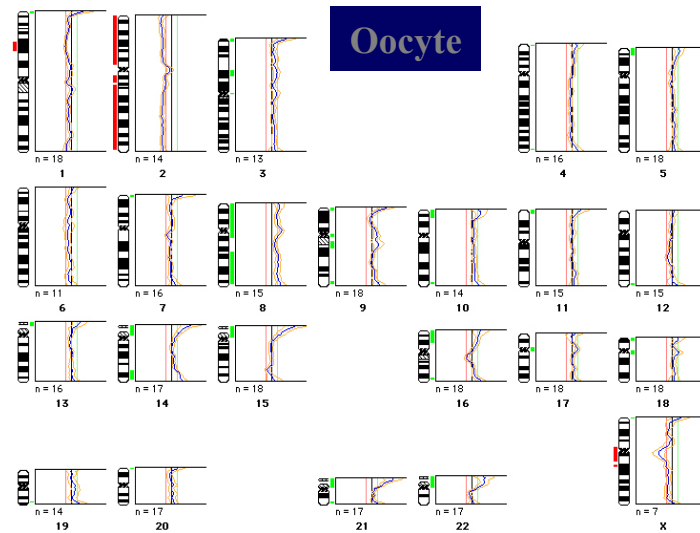 Oocyte
n = 18
n = 14
n = 13
n = 16
n = 18
1
2
3
4
5
n = 11
n = 16
n = 15
n = 18
n = 14
n = 15
n = 15
6
7
8
9
10
11
12
n = 16
n = 17
n = 18
n = 18
n = 18
n = 18
13
14
15
16
17
18
n = 14
n = 17
n = 17
n = 17
n = 7
19
20
21
22
X